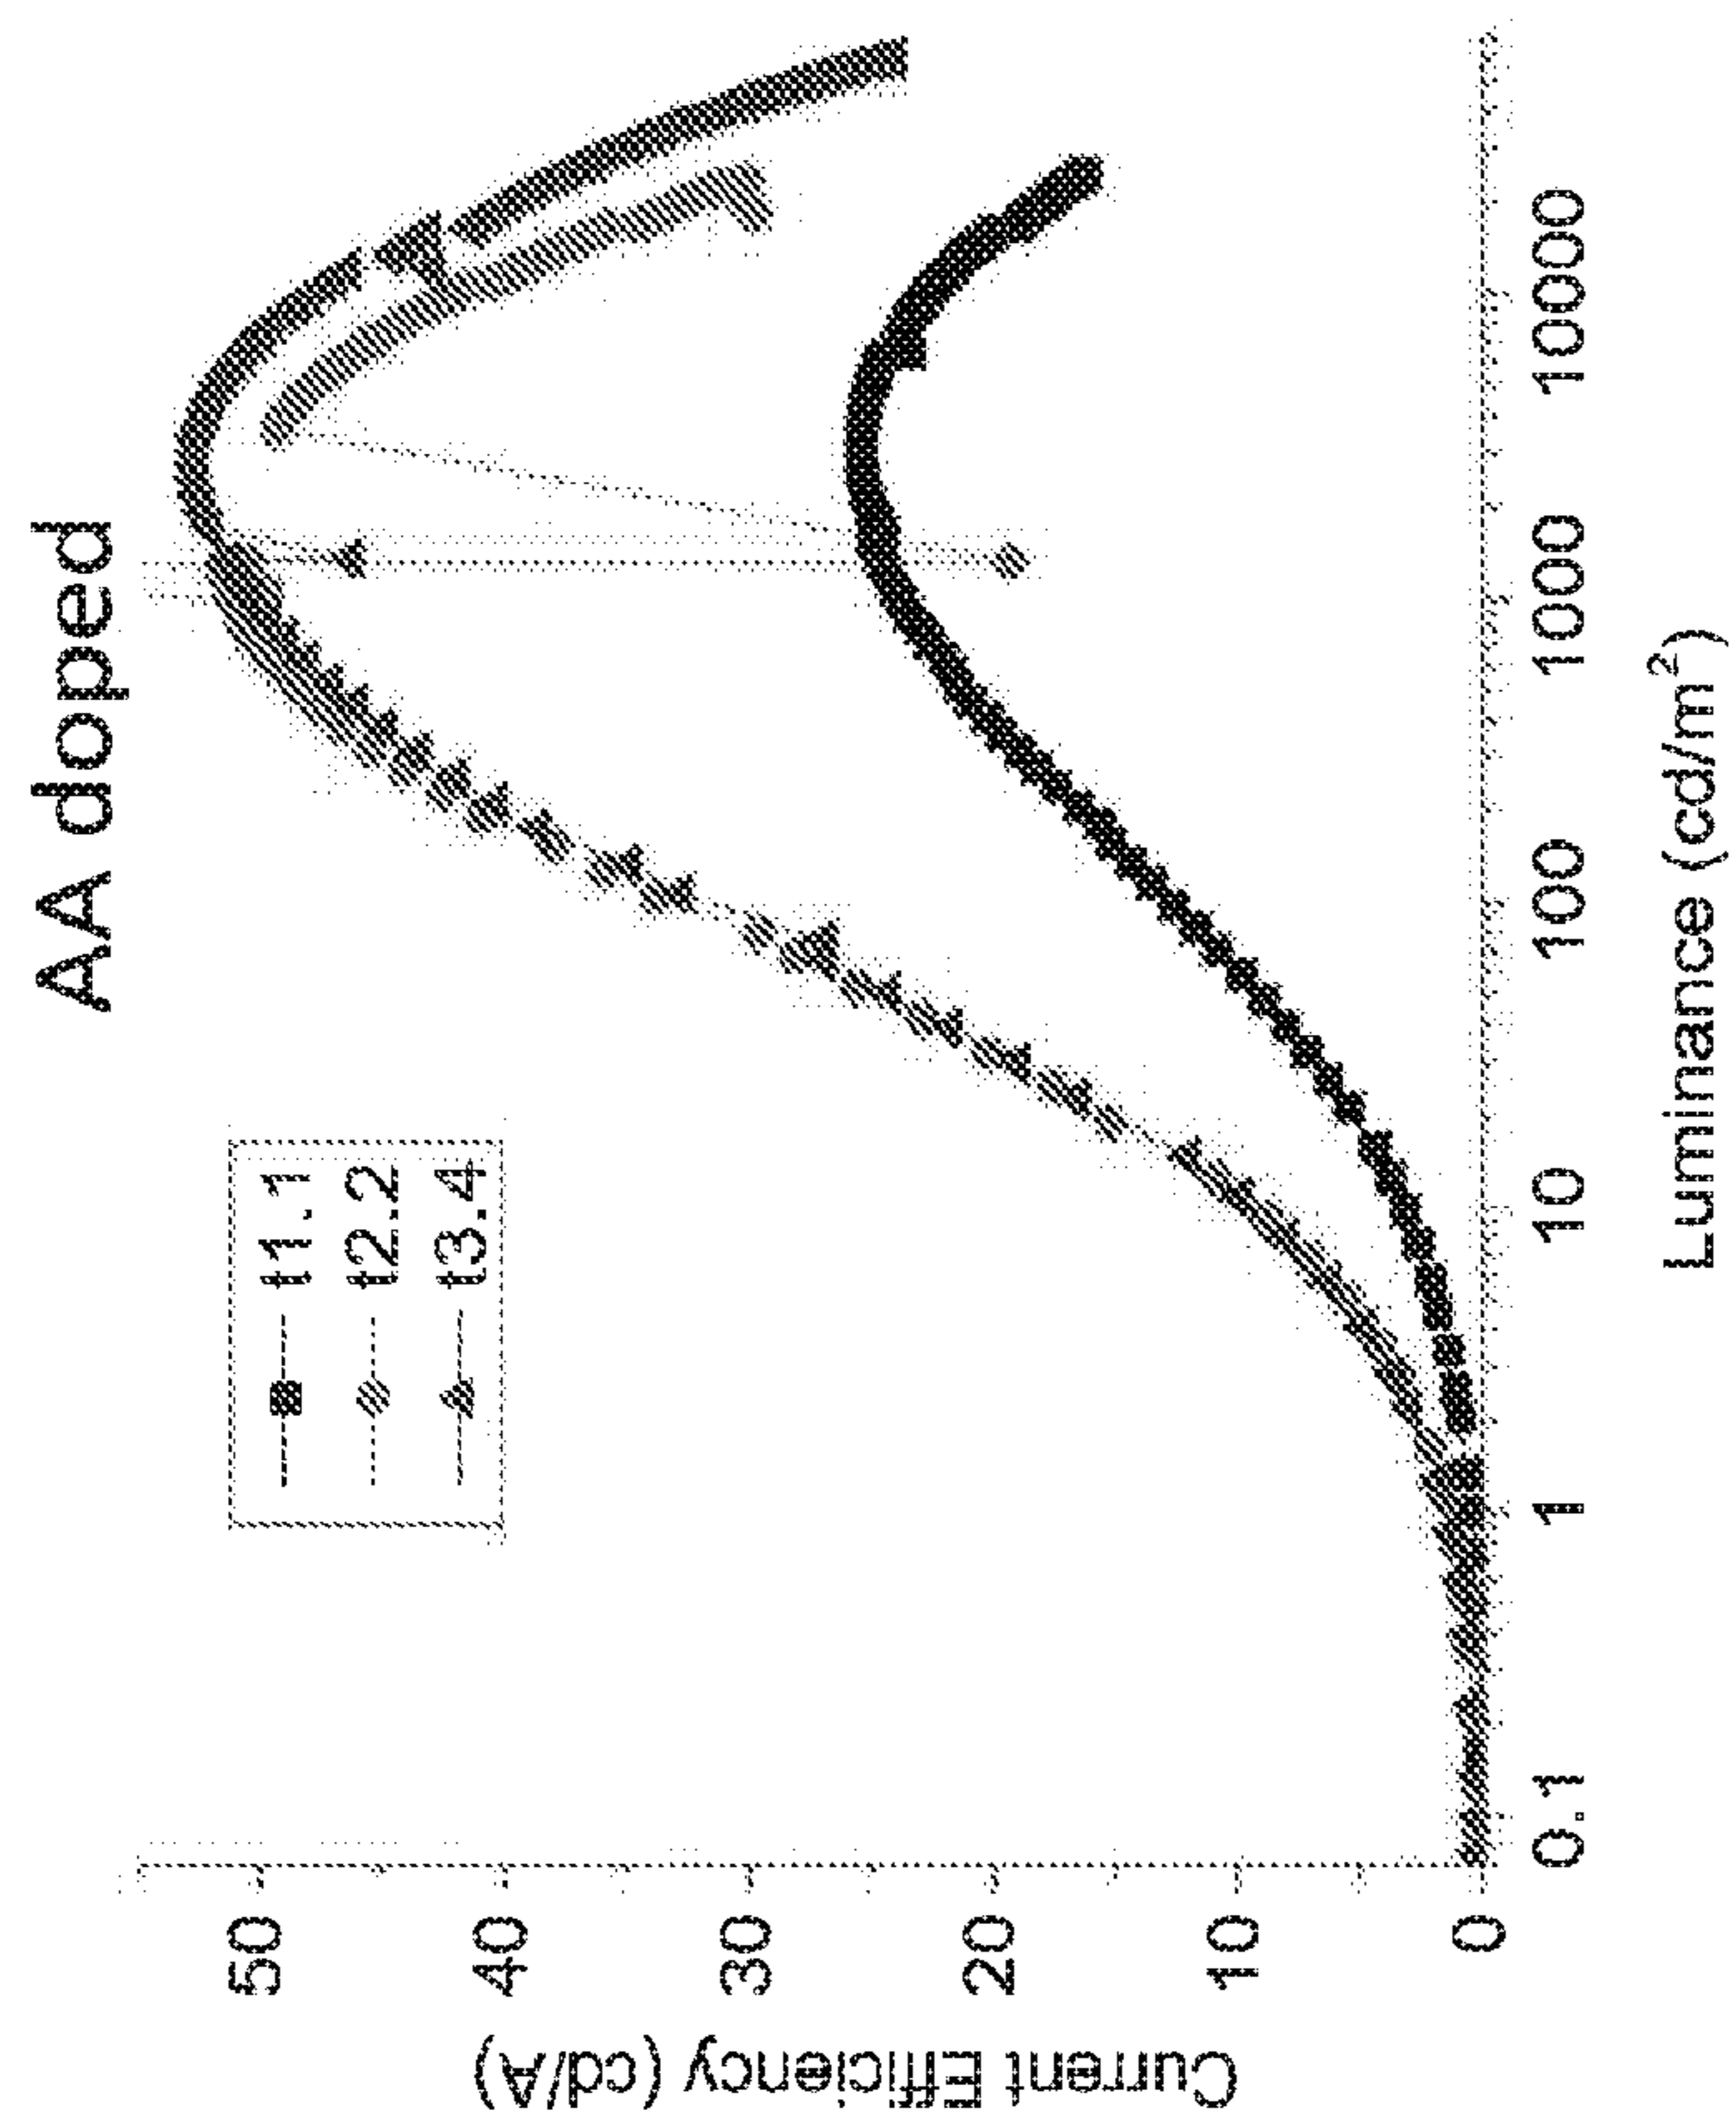 AA doped
t1.1
t2.2
t3.4
Current Efficiency (cd/A)
50
40
30
20
10
0
0.1
1
10
100
1000
10000
Luminance (cd/m²)